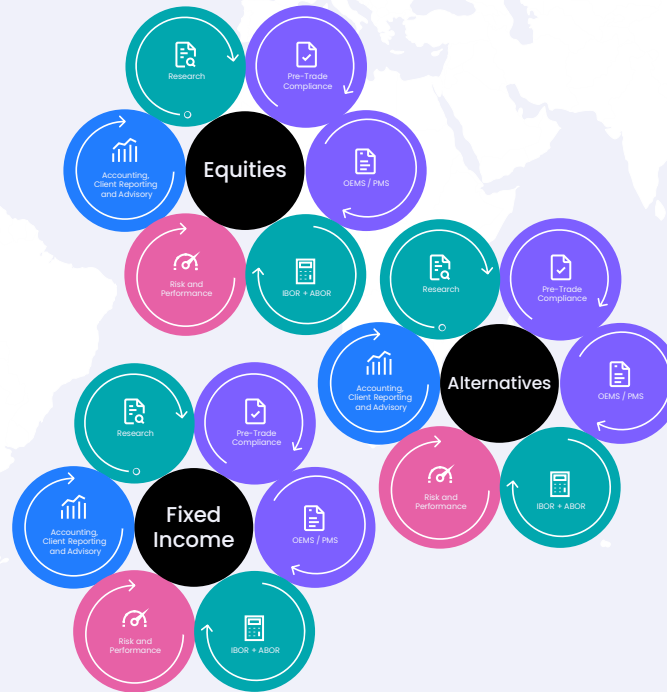 Research
Pre-Trade
Compliance
Accounting,
Client Reporting
and Advisory
Equities
OEMS / PMS
Risk and
Performance
IBOR + ABOR
Research
Pre-Trade
Compliance
Accounting,
Client Reporting
and Advisory
Alternatives
OEMS / PMS
Risk and
Performance
IBOR + ABOR
Research
Pre-Trade
Compliance
Accounting,
Client Reporting
and Advisory
Fixed
Income
OEMS / PMS
Risk and
Performance
IBOR + ABOR